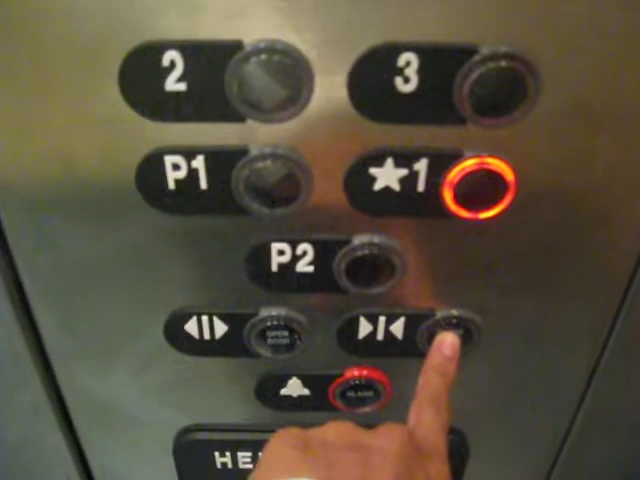 2 3
P1 ★1
P2
OPEN DOOR
ALARM
HE